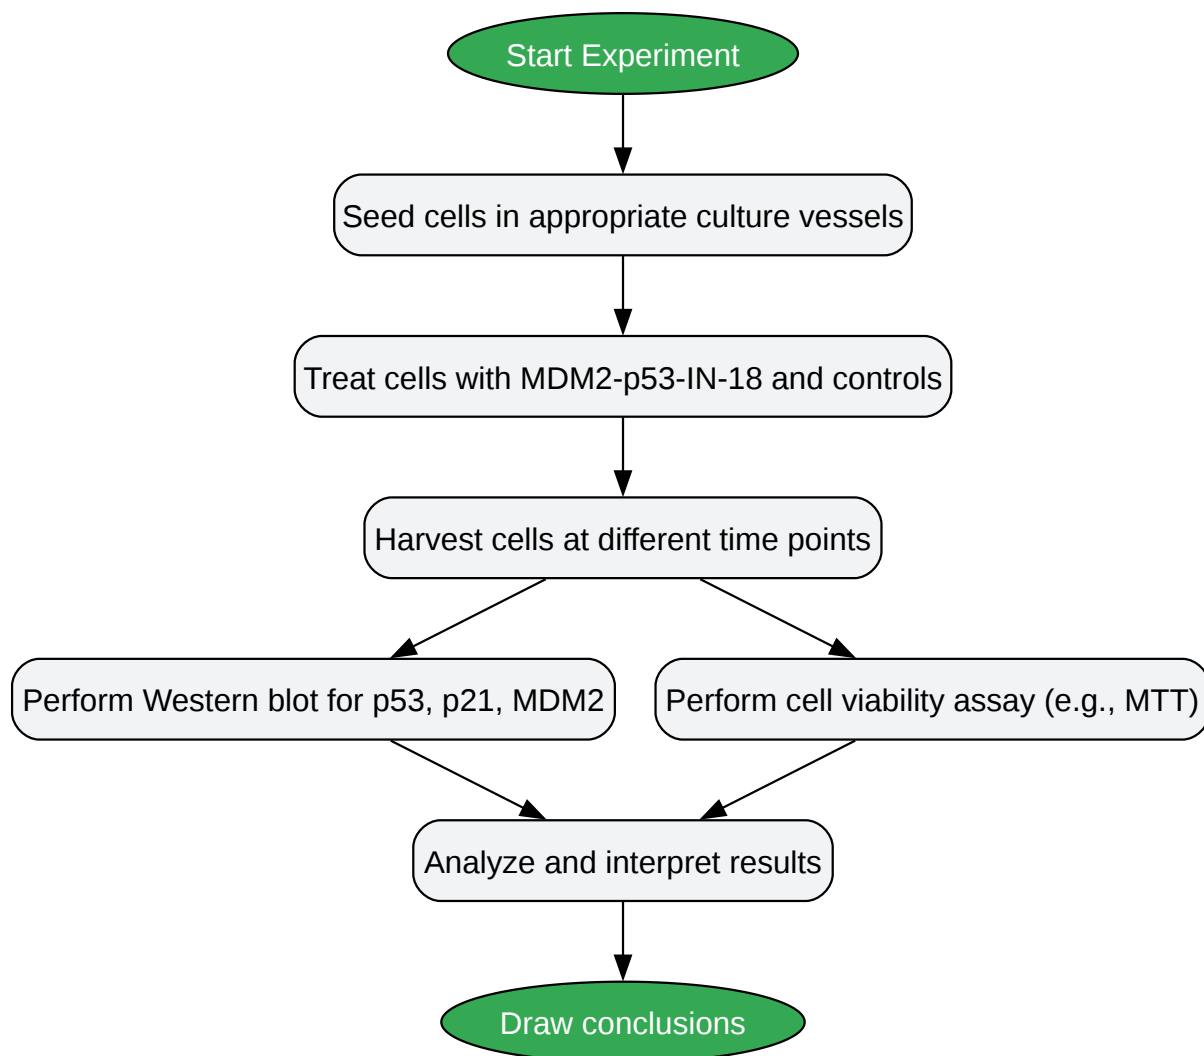 Start Experiment
Seed cells in appropriate culture vessels
Treat cells with MDM2-p53-IN-18 and controls
Harvest cells at different time points
Perform Western blot for p53, p21, MDM2
Perform cell viability assay (e.g., MTT)
Analyze and interpret results
Draw conclusions